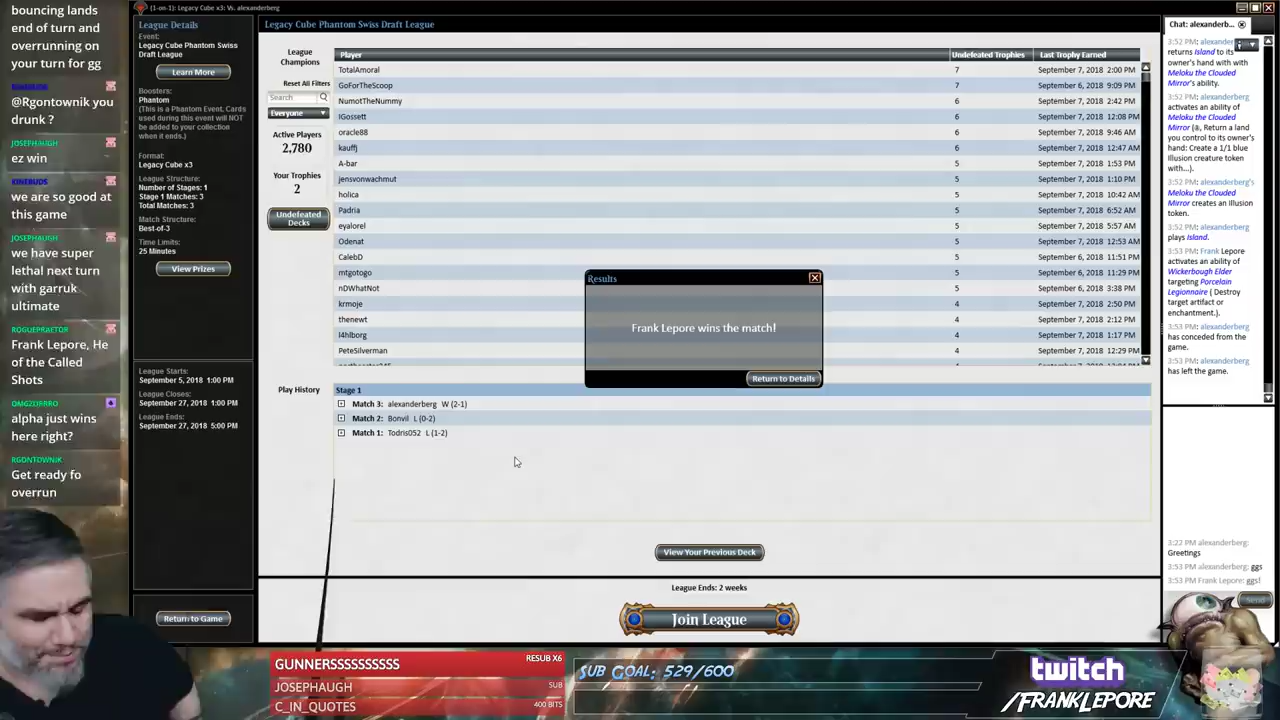 (1-on-1): Legacy Cube x3: Vs. alexanderberg
bouncing lands
end of turn and
overrunning on
your turn for gg
Rdgontownik you
drunk ?
JOSEPHAUGH
ez win
KINEBUDS
we are so good at
this game
JOSEPHAUGH
we have super
lethal next turn
with garruk
ultimate
ROGUEPRAETOR
Frank Lepore, He
of the Called
Shots
OMG2DFRRO
alpha just wins
here right?
RGDNTOWNIK
Get ready fo
overun
League Details
Event:
Legacy Cube Phantom Swiss
Draft League
Learn More
Boosters:
Phantom
(This is a Phantom Event. Cards
used during this event will NOT
be added to your collection
when it ends.)
Format:
Legacy Cube x3
League Structure:
Number of Stages: 1
Stage 1 Matches: 3
Total Matches: 3
Match Structure:
Best-of-3
Time Limits:
25 Minutes
View Prizes
League Starts:
September 5, 2018 1:00 PM
League Closes:
September 27, 2018 1:00 PM
League Ends:
September 27, 2018 5:00 PM
Return to Game
Legacy Cube Phantom Swiss Draft League
League
Champions
Reset All Filters
Search
Everyone
Active Players
2,780
Your Trophies
2
Undefeated
Decks
Player Undefeated Trophies Last Trophy Earned
TotalAmoral 7 September 7, 2018 2:00 PM
GoForTheScoop 7 September 6, 2018 9:09 PM
NumotTheNummy 6 September 7, 2018 2:42 PM
IGossett 6 September 7, 2018 12:08 PM
oracle88 6 September 7, 2018 9:46 AM
kauffj 6 September 7, 2018 12:47 AM
A-bar 5 September 7, 2018 1:53 PM
jensvonwachmut 5 September 7, 2018 1:10 PM
holica 5 September 7, 2018 10:42 AM
Padria 5 September 7, 2018 6:52 AM
eyalorel 5 September 7, 2018 5:57 AM
Odenat 5 September 7, 2018 12:53 AM
CalebD 5 September 6, 2018 11:51 PM
mtgotogo 5 September 6, 2018 11:29 PM
nDWhatNot 5 September 6, 2018 3:38 PM
krmoje 4 September 7, 2018 2:50 PM
thenewt 4 September 7, 2018 2:12 PM
l4hlborg 4 September 7, 2018 1:17 PM
PeteSilverman 4 September 7, 2018 12:29 PM
Results
Frank Lepore wins the match!
Return to Details
Play History
Stage 1
Match 3: alexanderberg W (2-1)
Match 2: Bonvil L (0-2)
Match 1: Todris052 L (1-2)
View Your Previous Deck
League Ends: 2 weeks
Join League
Chat: alexanderb...
3:52 PM: alexander
returns Island to its
owner's hand with with
Meloku the Clouded
Mirror's ability.
3:52 PM: alexanderberg
activates an ability of
Meloku the Clouded
Mirror (①, Return a land
you control to its owner's
hand: Create a 1/1 blue
Illusion creature token
with...).
3:52 PM: alexanderberg's
Meloku the Clouded
Mirror creates an Illusion
token.
3:52 PM: alexanderberg
plays Island.
3:53 PM: Frank Lepore
activates an ability of
Wickerbough Elder
targeting Porcelain
Legionnaire ( Destroy
target artifact or
enchantment.).
3:53 PM: alexanderberg
has conceded from the
game.
3:53 PM: alexanderberg
has left the game.
3:22 PM alexanderberg:
Greetings
3:53 PM alexanderberg: ggs
3:53 PM Frank Lepore: ggs!
Send
GUNNERSSSSSSSSSS RESUB X6
JOSEPHAUGH SUB
C_IN_QUOTES 400 BITS
SUB GOAL: 529/600
twitch
/FRANKLEPORE